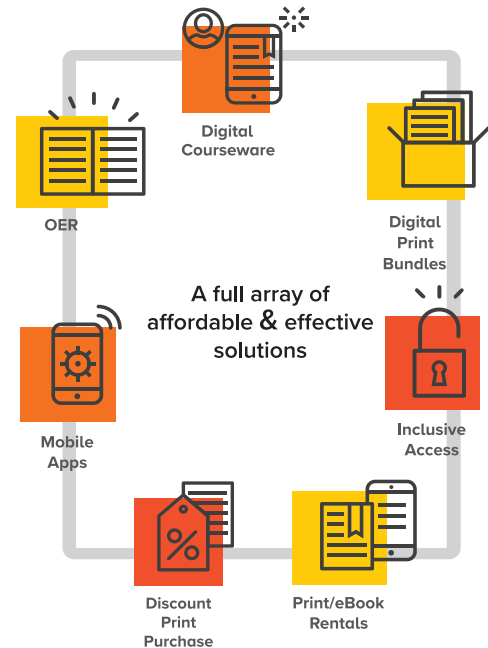 Digital
Courseware
OER
Digital
Print
Bundles
A full array of
affordable & effective
solutions
Mobile
Apps
Inclusive
Access
Discount
Print
Purchase
Print/eBook
Rentals